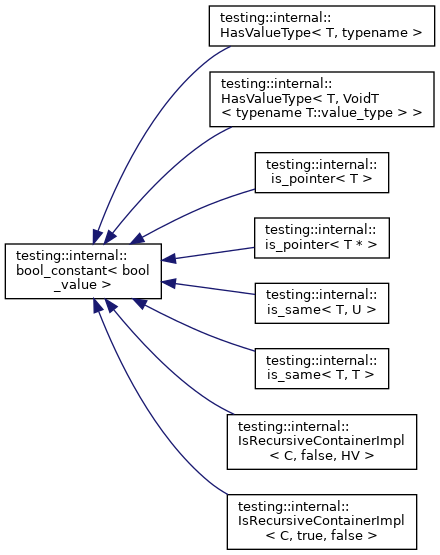 testing::internal::
HasValueType< T, typename >
testing::internal::
HasValueType< T, VoidT
< typename T::value_type > >
testing::internal::
is_pointer< T >
testing::internal::
is_pointer< T * >
testing::internal::
bool_constant< bool
_value >
testing::internal::
is_same< T, U >
testing::internal::
is_same< T, T >
testing::internal::
IsRecursiveContainerImpl
< C, false, HV >
testing::internal::
IsRecursiveContainerImpl
< C, true, false >